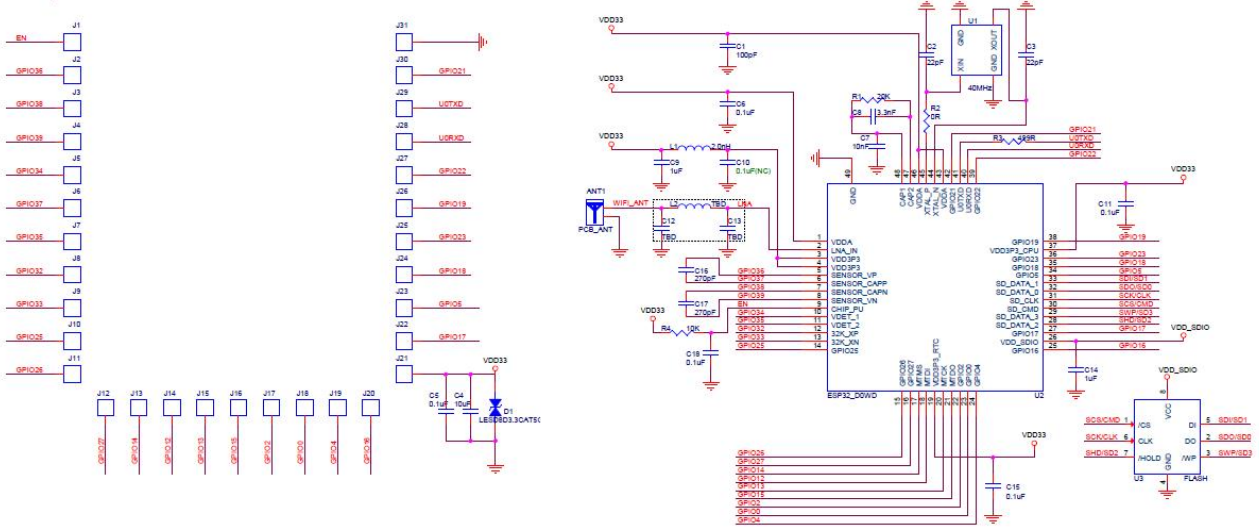 J1
EN
J2
GPIO36
J3
GPIO38
J4
GPIO39
J5
GPIO34
J6
GPIO37
J7
GPIO35
J8
GPIO32
J9
GPIO33
J10
GPIO25
J11
GPIO26
J12
GPIO27
J13
GPIO14
J14
GPIO12
J15
GPIO13
J16
GPIO15
J17
GPIO2
J18
GPIO0
J19
GPIO4
J20
GPIO16
J31
J30
GPIO21
J29
U0TXD
J28
U0RXD
J27
GPIO22
J26
GPIO19
J25
GPIO23
J24
GPIO18
J23
GPIO5
J22
GPIO17
J21
VDD33
C5
0.1uF
C4
10uF
D1
VDD33
C1
100pF
VDD33
C6
0.1uF
VDD33
L1 2.0nH
C9
1uF
C10
0.1uF(NC)
ANT1
PCB_ANT
WIFI_ANT
TBD
C12
TBD
C13
TBD
C16
270pF
C17
270pF
VDD33
R4 10K
C18
0.1uF
GPIO36
GPIO37
GPIO38
GPIO39
EN
GPIO34
GPIO35
GPIO32
GPIO33
GPIO25
C2
22pF
U1
GND XOUT
XIN GND
40MHz
C3
22pF
R1 20K
C8 3.3nF
C7
10nF
R2
0R
R3 499R
GPIO21
U0TXD
U0RXD
GPIO22
49
GND
48 47 46 45 44 43 42 41 40 39
CAP1
CAP2
VDDA
XTAL_P
XTAL_N
VDDA
GPIO21
U0TXD
U0RXD
GPIO22
1 VDDA
2 LNA_IN
3 VDD3P3
4 VDD3P3
5 SENSOR_VP
6 SENSOR_CAPP
7 SENSOR_CAPN
8 SENSOR_VN
9 CHIP_PU
10 VDET_1
11 VDET_2
12 32K_XP
13 32K_XN
14 GPIO25
GPIO19 38 GPIO19
VDD3P3_CPU 37
GPIO23 36 GPIO23
GPIO18 35 GPIO18
GPIO5 34 GPIO5
SD_DATA_1 33 SDI/SD1
SD_DATA_0 32 SDO/SD0
SD_CLK 31 SCK/CLK
SD_CMD 30 SCS/CMD
SD_DATA_3 29 SWP/SD3
SD_DATA_2 28 SHD/SD2
GPIO17 27 GPIO17
VDD_SDIO 26
GPIO16 25 GPIO16
GPIO26
GPIO27
MTMS
MTDI
VDD3P3_RTC
MTCK
MTDO
GPIO2
GPIO0
GPIO4
15 16 17 18 19 20 21 22 23 24
ESP32_D0WD
U2
VDD33
C11
0.1uF
VDD_SDIO
C14
1uF
GPIO26
GPIO27
GPIO14
GPIO12
GPIO13
GPIO15
GPIO2
GPIO0
GPIO4
VDD33
C15
0.1uF
VDD_SDIO
8
VCC
SCS/CMD 1 /CS
SCK/CLK 6 CLK
SHD/SD2 7 /HOLD
DI 5 SDI/SD1
DO 2 SDO/SD0
/WP 3 SWP/SD3
GND
4
U3
FLASH